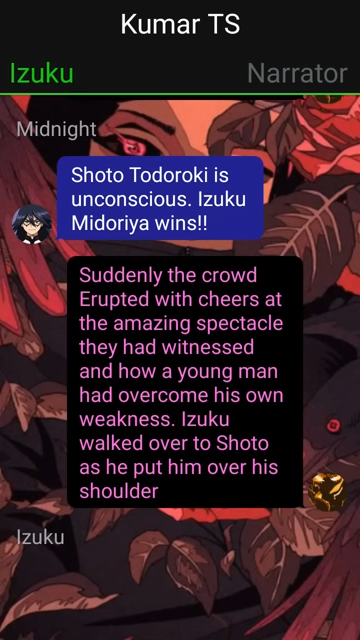 Kumar TS
Izuku Narrator
Midnight
Shoto Todoroki is
unconscious. Izuku
Midoriya wins!!
Suddenly the crowd
Erupted with cheers at
the amazing spectacle
they had witnessed
and how a young man
had overcome his own
weakness. Izuku
walked over to Shoto
as he put him over his
shoulder
Izuku